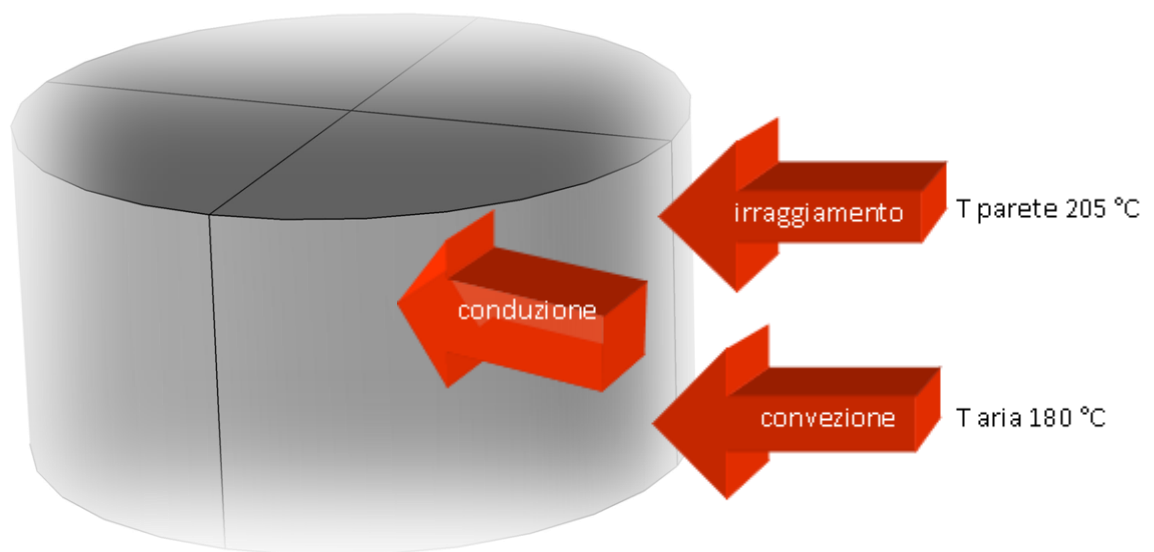 irraggiamento
T parete 205 °C
conduzione
convezione
T aria 180 °C